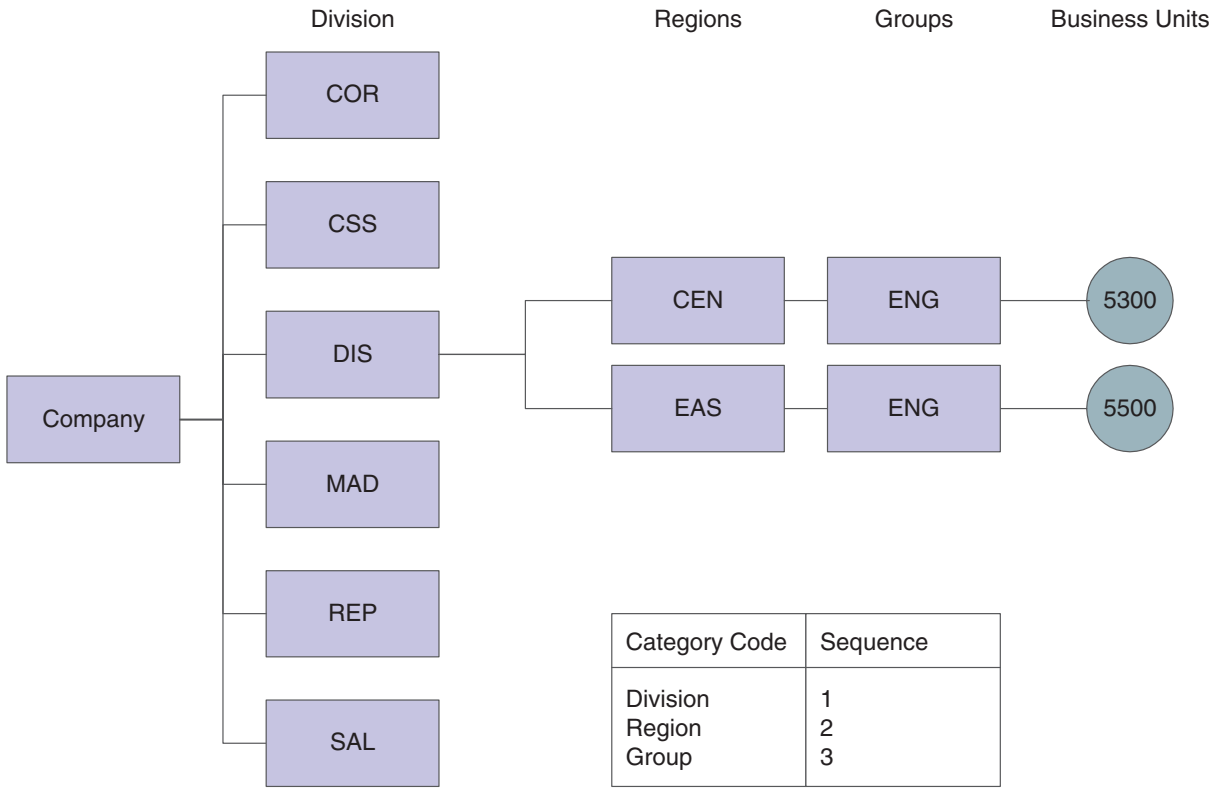 Division Regions Groups Business Units
COR
CSS
CEN ENG 5300
DIS
EAS ENG 5500
Company
MAD
REP
SAL
Category Code Sequence
Division 1
Region 2
Group 3